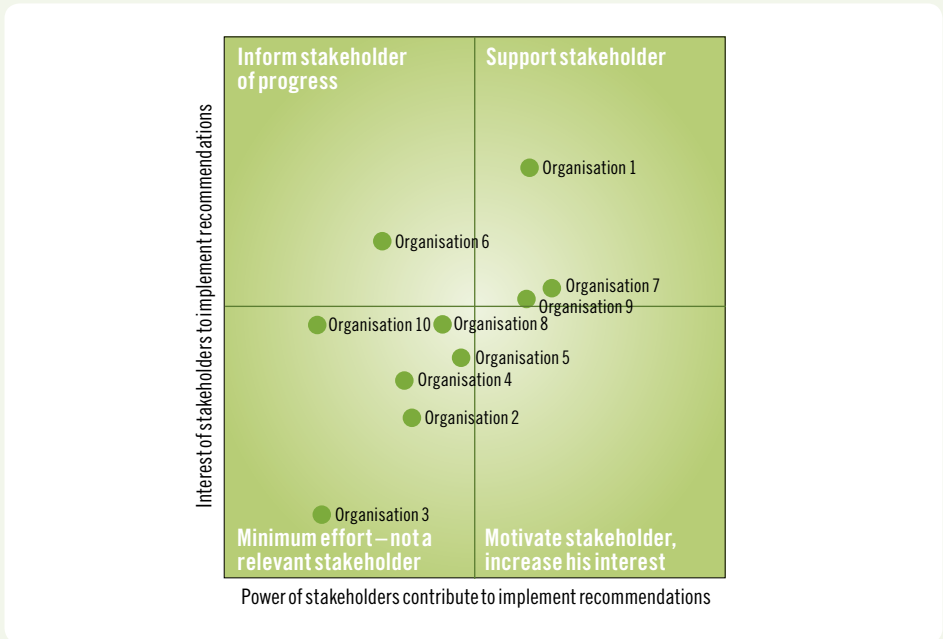 Inform stakeholder
of progress
Support stakeholder
Interest of stakeholders to implement recommendations
Organisation 1
Organisation 6
Organisation 7
Organisation 9
Organisation 10
Organisation 8
Organisation 5
Organisation 4
Organisation 2
Organisation 3
Minimum effort – not a
relevant stakeholder
Motivate stakeholder,
increase his interest
Power of stakeholders contribute to implement recommendations